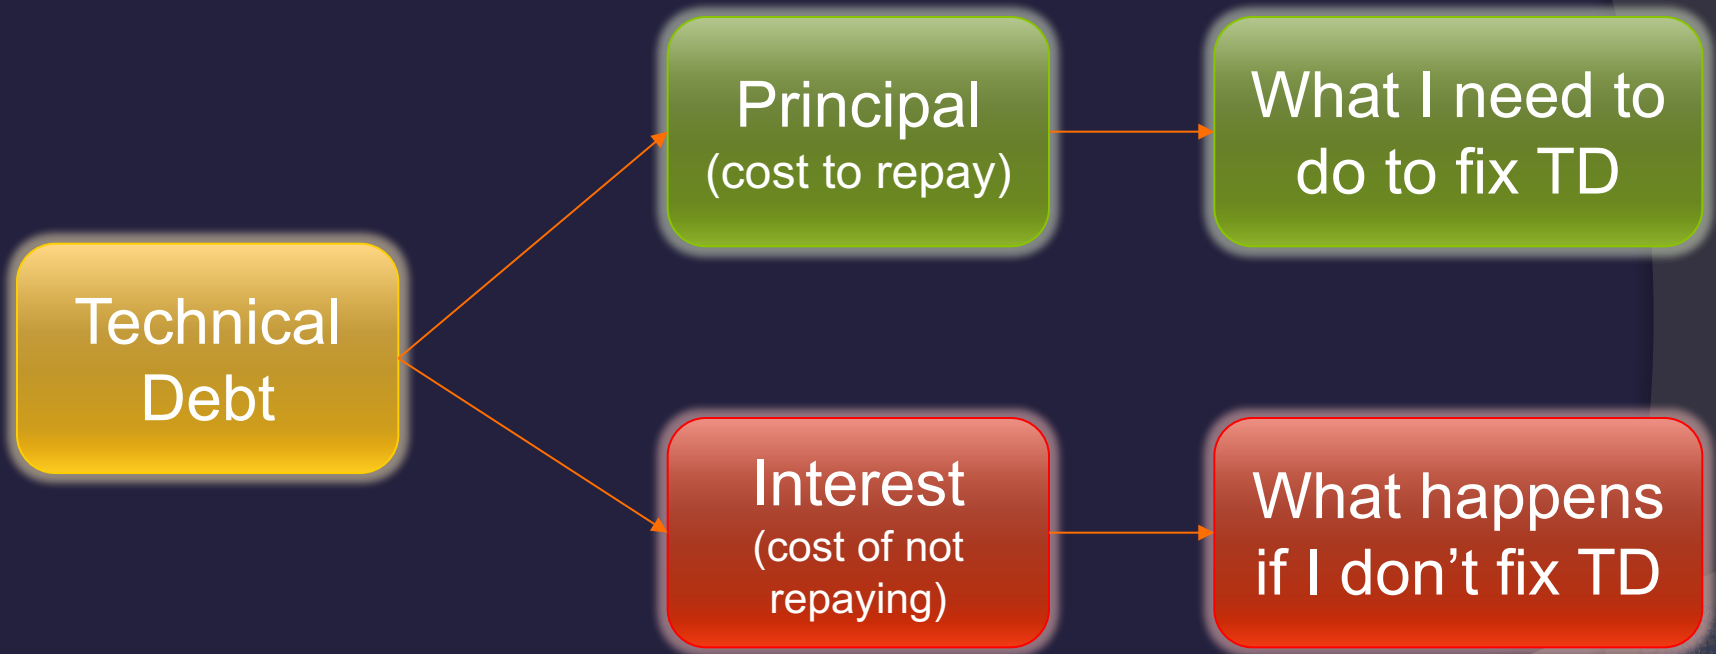 Technical
Debt
Principal
(cost to repay)
What I need to
do to fix TD
Interest
(cost of not
repaying)
What happens
if I don’t fix TD